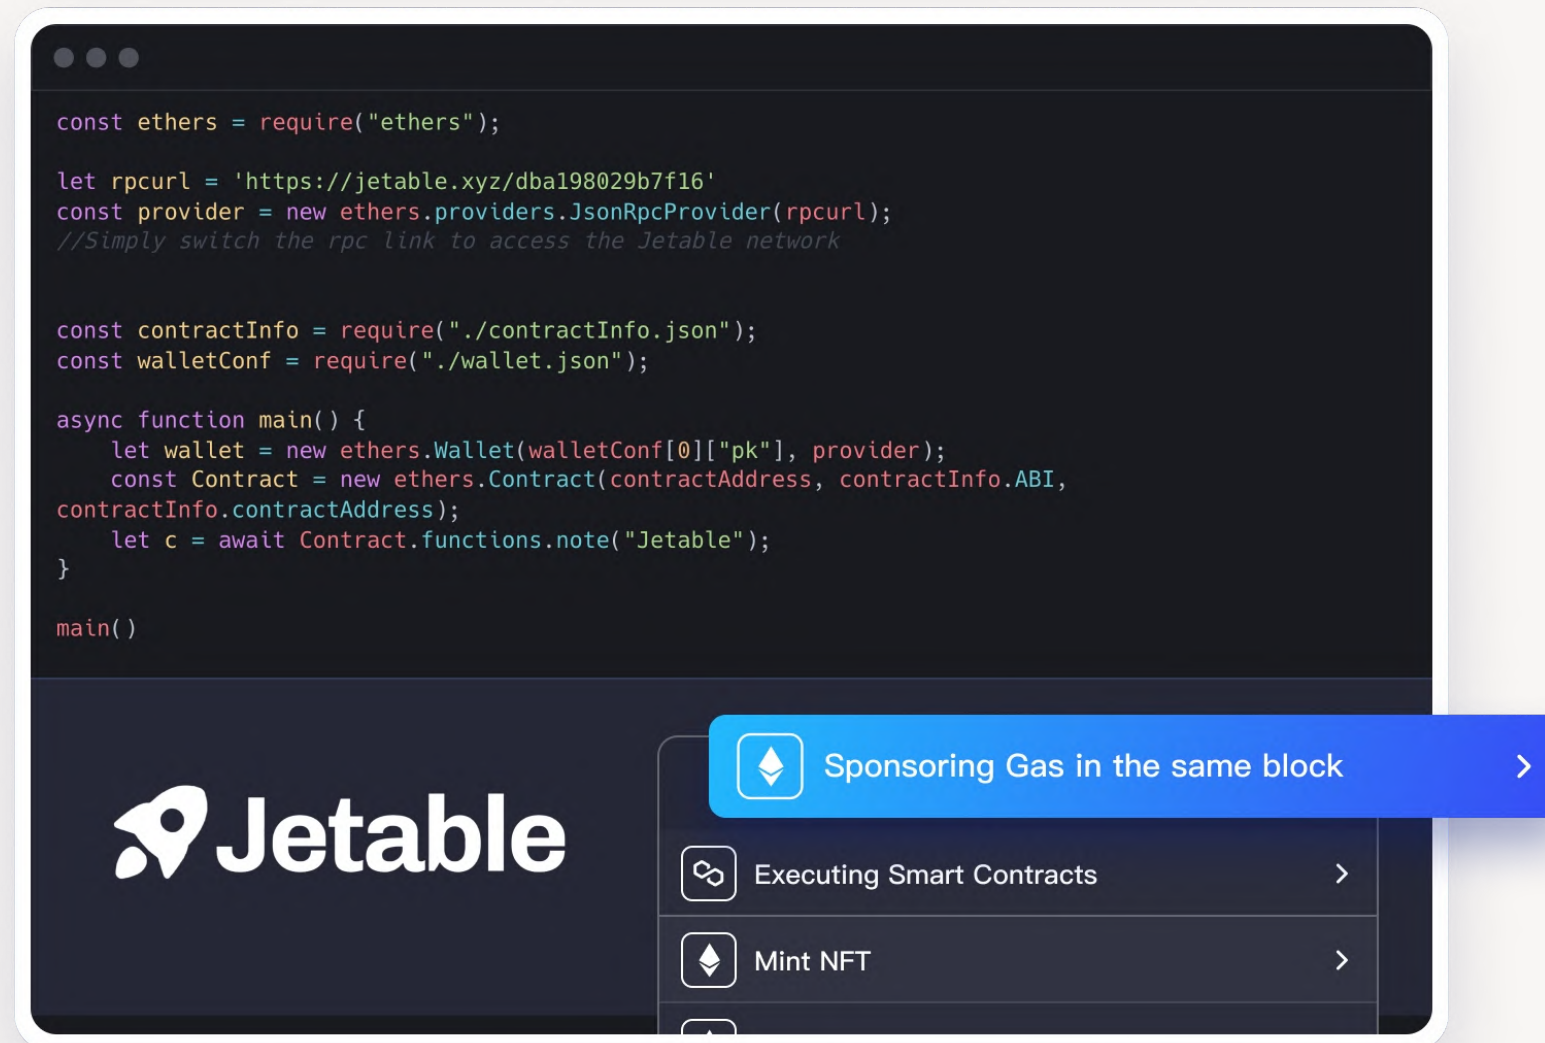 const ethers = require("ethers");
let rpcurl = 'https://jetable.xyz/dba198029b7f16'
const provider = new ethers.providers.JsonRpcProvider(rpcurl);
//Simply switch the rpc link to access the Jetable network
const contractInfo = require("./contractInfo.json");
const walletConf = require("./wallet.json");
async function main() {
    let wallet = new ethers.Wallet(walletConf[0]["pk"], provider);
    const Contract = new ethers.Contract(contractAddress, contractInfo.ABI,
contractInfo.contractAddress);
    let c = await Contract.functions.note("Jetable");
}
main()
Jetable
Sponsoring Gas in the same block
Executing Smart Contracts
Mint NFT